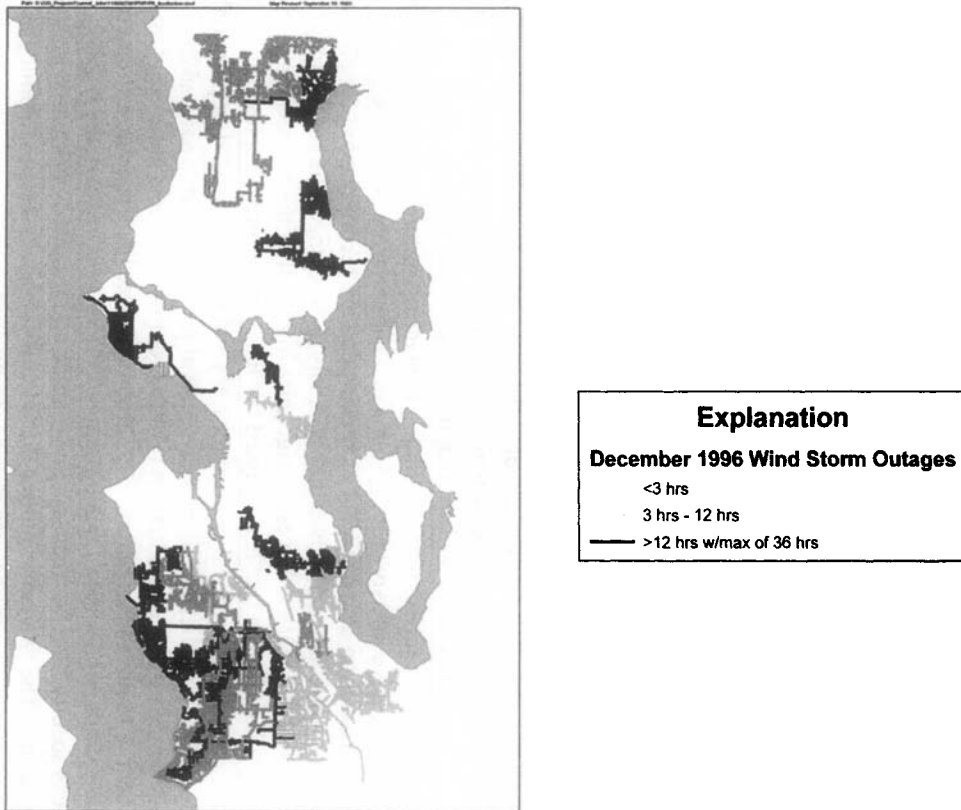 Explanation
December 1996 Wind Storm Outages
<3 hrs
3 hrs - 12 hrs
>12 hrs w/max of 36 hrs